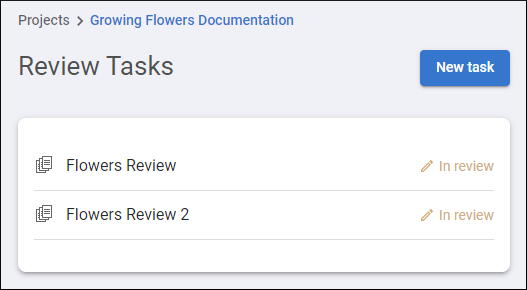 Projects > Growing Flowers Documentation
Review Tasks
New task
Flowers Review In review
Flowers Review 2 In review